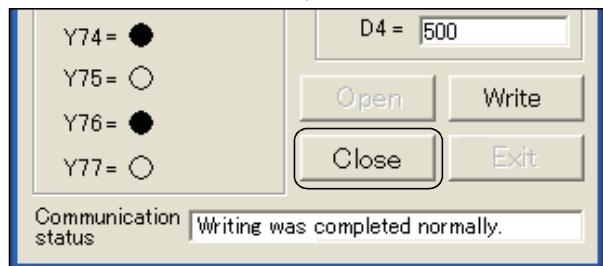 Y74=
Y75=
Y76=
Y77=
D4 = 500
Open Write
Close Exit
Communication status Writing was completed normally.